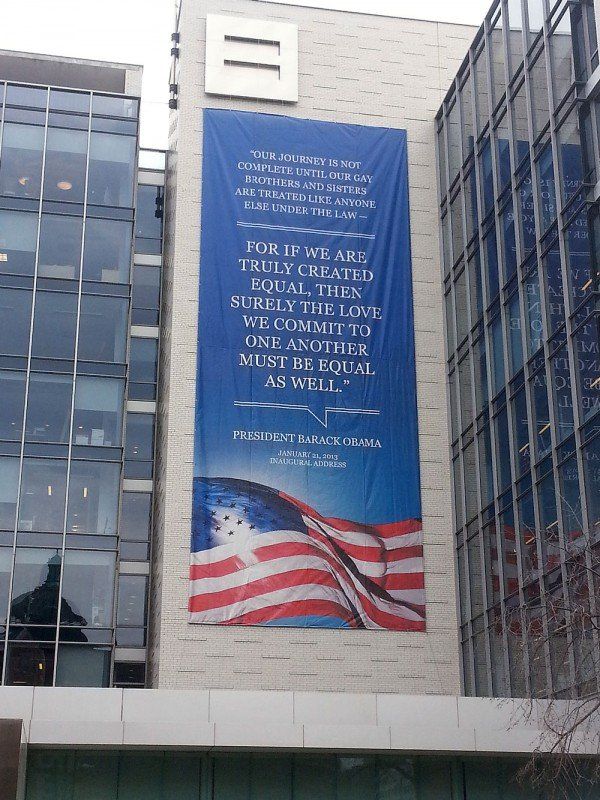 “OUR JOURNEY IS NOT
COMPLETE UNTIL OUR GAY
BROTHERS AND SISTERS
ARE TREATED LIKE ANYONE
ELSE UNDER THE LAW —
FOR IF WE ARE
TRULY CREATED
EQUAL, THEN
SURELY THE LOVE
WE COMMIT TO
ONE ANOTHER
MUST BE EQUAL
AS WELL.”
PRESIDENT BARACK OBAMA
JANUARY 21, 2013
INAUGURAL ADDRESS